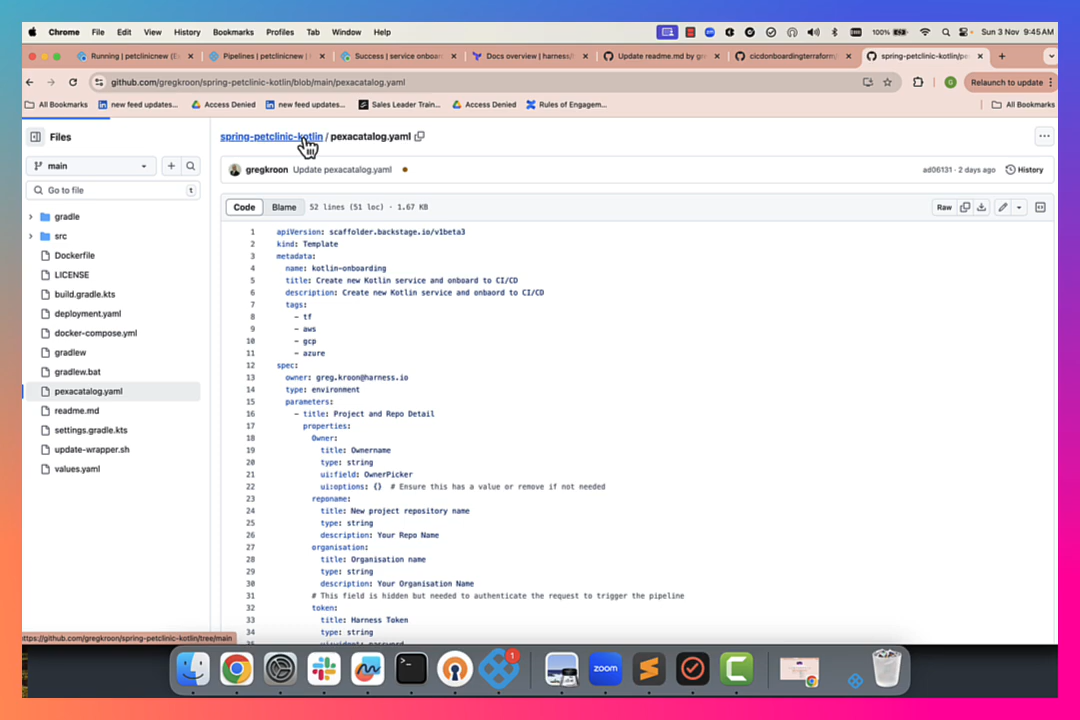 Chrome File Edit View History Bookmarks Profiles Tab Window Help 100% Sun 3 Nov 9:45 AM
Running | petclinicnew (E Pipelines | petclinicnew | Success | service onboar Docs overview | harness/ Update readme.md by gr cicdonboardingterraform spring-petclinic-kotlin/pe
github.com/gregkroon/spring-petclinic-kotlin/blob/main/pexacatalog.yaml G Relaunch to update
All Bookmarks new feed updates... Access Denied new feed updates... Sales Leader Train... Access Denied Rules of Engagem... All Bookmarks
Files
main
Go to file t
gradle
src
Dockerfile
LICENSE
build.gradle.kts
deployment.yaml
docker-compose.yml
gradlew
gradlew.bat
pexacatalog.yaml
readme.md
settings.gradle.kts
update-wrapper.sh
values.yaml
spring-petclinic-kotlin / pexacatalog.yaml
gregkroon Update pexacatalog.yaml ad06131 · 2 days ago History
Code Blame 52 lines (51 loc) · 1.67 KB Raw
1 apiVersion: scaffolder.backstage.io/v1beta3
2 kind: Template
3 metadata:
4 name: kotlin-onboarding
5 title: Create new Kotlin service and onboard to CI/CD
6 description: Create new Kotlin service and onbaord to CI/CD
7 tags:
8 - tf
9 - aws
10 - gcp
11 - azure
12 spec:
13 owner: greg.kroon@harness.io
14 type: environment
15 parameters:
16 - title: Project and Repo Detail
17 properties:
18 Owner:
19 title: Ownername
20 type: string
21 ui:field: OwnerPicker
22 ui:options: {} # Ensure this has a value or remove if not needed
23 reponame:
24 title: New project repository name
25 type: string
26 description: Your Repo Name
27 organisation:
28 title: Organisation name
29 type: string
30 description: Your Organisation Name
31 # This field is hidden but needed to authenticate the request to trigger the pipeline
32 token:
33 title: Harness Token
34 type: string
ttps://github.com/gregkroon/spring-petclinic-kotlin/tree/main
zoom
1